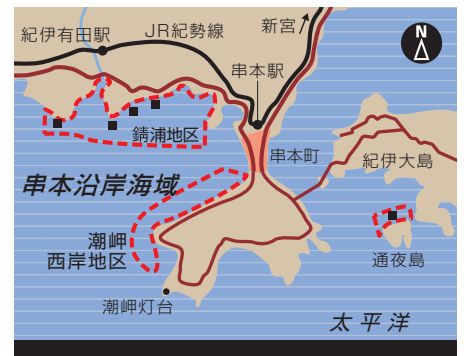 新宮
JR紀勢線
紀伊有田駅
N
串本駅
錆浦地区
串本町
紀伊大島
串本沿岸海域
潮岬
西岸地区
通夜島
潮岬灯台
太平洋